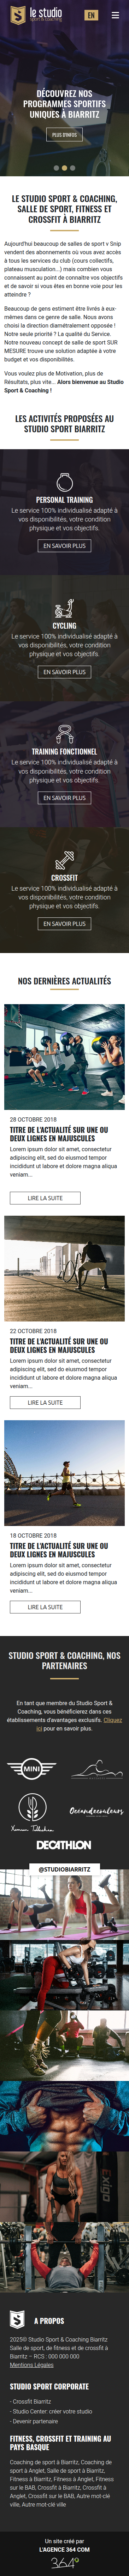 le studio
sport & coaching
EN
DÉCOUVREZ NOS
PROGRAMMES SPORTIFS
UNIQUES À BIARRITZ
PLUS D'INFOS
LE STUDIO SPORT & COACHING,
SALLE DE SPORT, FITNESS ET
CROSSFIT À BIARRITZ
Aujourd'hui beaucoup de salles de sport v Snip
vendent des abonnements où vous avez accès à
tous les services du club (cours collectifs,
plateau musculation...) mais combien vous
connaissent au point de connaître vos objectifs
et de savoir si vous êtes en bonne voie pour les
atteindre ?
Beaucoup de gens estiment être livrés à eux-
mêmes dans ce genre de salle. Nous avons
choisi la direction diamétralement opposée !
Notre seule priorité ? La qualité du Service.
Notre nouveau concept de salle de sport SUR
MESURE trouve une solution adaptée à votre
budget et vos disponibilités.
Vous voulez plus de Motivation, plus de
Résultats, plus vite... Alors bienvenue au Studio
Sport & Coaching !
LES ACTIVITÉS PROPOSÉES AU
STUDIO SPORT BIARRITZ
PERSONAL TRAINING
Le service 100% individualisé adapté à
vos disponibilités, votre condition
physique et vos objectifs.
EN SAVOIR PLUS
CYCLING
Le service 100% individualisé adapté à
vos disponibilités, votre condition
physique et vos objectifs.
EN SAVOIR PLUS
TRAINING FONCTIONNEL
Le service 100% individualisé adapté à
vos disponibilités, votre condition
physique et vos objectifs.
EN SAVOIR PLUS
CROSSFIT
Le service 100% individualisé adapté à
vos disponibilités, votre condition
physique et vos objectifs.
EN SAVOIR PLUS
NOS DERNIÈRES ACTUALITÉS
28 OCTOBRE 2018
TITRE DE L'ACTUALITÉ SUR UNE OU
DEUX LIGNES EN MAJUSCULES
Lorem ipsum dolor sit amet, consectetur
adipiscing elit, sed do eiusmod tempor
incididunt ut labore et dolore magna aliqua
veniam...
LIRE LA SUITE
22 OCTOBRE 2018
TITRE DE L'ACTUALITÉ SUR UNE OU
DEUX LIGNES EN MAJUSCULES
Lorem ipsum dolor sit amet, consectetur
adipiscing elit, sed do eiusmod tempor
incididunt ut labore et dolore magna aliqua
veniam...
LIRE LA SUITE
18 OCTOBRE 2018
TITRE DE L'ACTUALITÉ SUR UNE OU
DEUX LIGNES EN MAJUSCULES
Lorem ipsum dolor sit amet, consectetur
adipiscing elit, sed do eiusmod tempor
incididunt ut labore et dolore magna aliqua
veniam...
LIRE LA SUITE
STUDIO SPORT & COACHING, NOS
PARTENAIRES
En tant que membre du Studio Sport &
Coaching, vous bénéficierez des
établissements d'avantages exclusifs. Cliquez
ici pour en savoir plus.
MINI
DECATHLON
@STUDIOBIARRITZ
A PROPOS
2025© Studio Sport & Coaching Biarritz
Salle de sport, de fitness et de crossfit à
Biarritz – RCS : 000 000 000
Mentions Légales
STUDIO SPORT CORPORATE
- Crossfit Biarritz
- Studio Center: créer votre studio
- Devenir partenaire
FITNESS, CROSSFIT ET TRAINING AU
PAYS BASQUE
Coaching de sport à Biarritz, Coaching de
sport à Anglet, Salle de sport à Biarritz,
Fitness à Biarritz, Fitness à Anglet, Fitness
sur le BAB, Crossfit à Biarritz, Crossfit à
Anglet, Crossfit sur le BAB, Autre mot-clé
ville, Autre mot-clé ville
Un site créé par
L'AGENCE 364 COM
364°